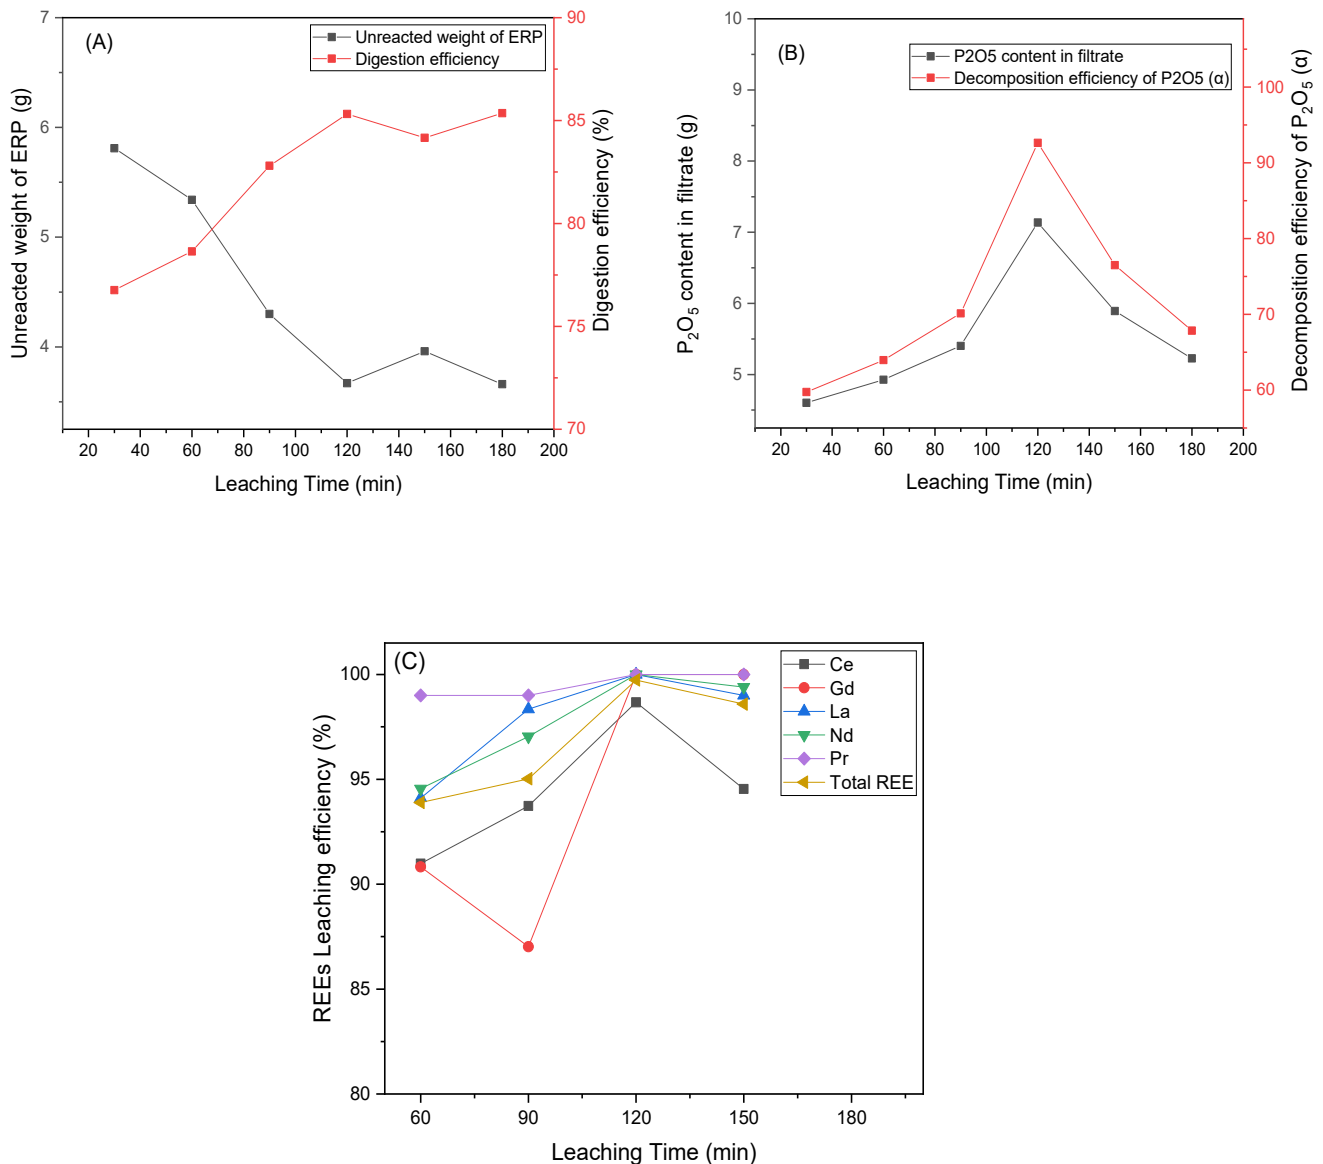 (A)
Unreacted weight of ERP
Digestion efficiency
7
6
5
4
90
85
80
75
70
20 40 60 80 100 120 140 160 180 200
Unreacted weight of ERP (g)
Digestion efficiency (%)
Leaching Time (min)
(B)
P2O5 content in filtrate
Decomposition efficiency of P2O5 (α)
10
9
8
7
6
5
100
90
80
70
60
20 40 60 80 100 120 140 160 180 200
P₂O₅ content in filtrate (g)
Decomposition efficiency of P₂O₅ (α)
Leaching Time (min)
(C)
Ce
Gd
La
Nd
Pr
Total REE
100
95
90
85
80
60 90 120 150 180
REEs Leaching efficiency (%)
Leaching Time (min)